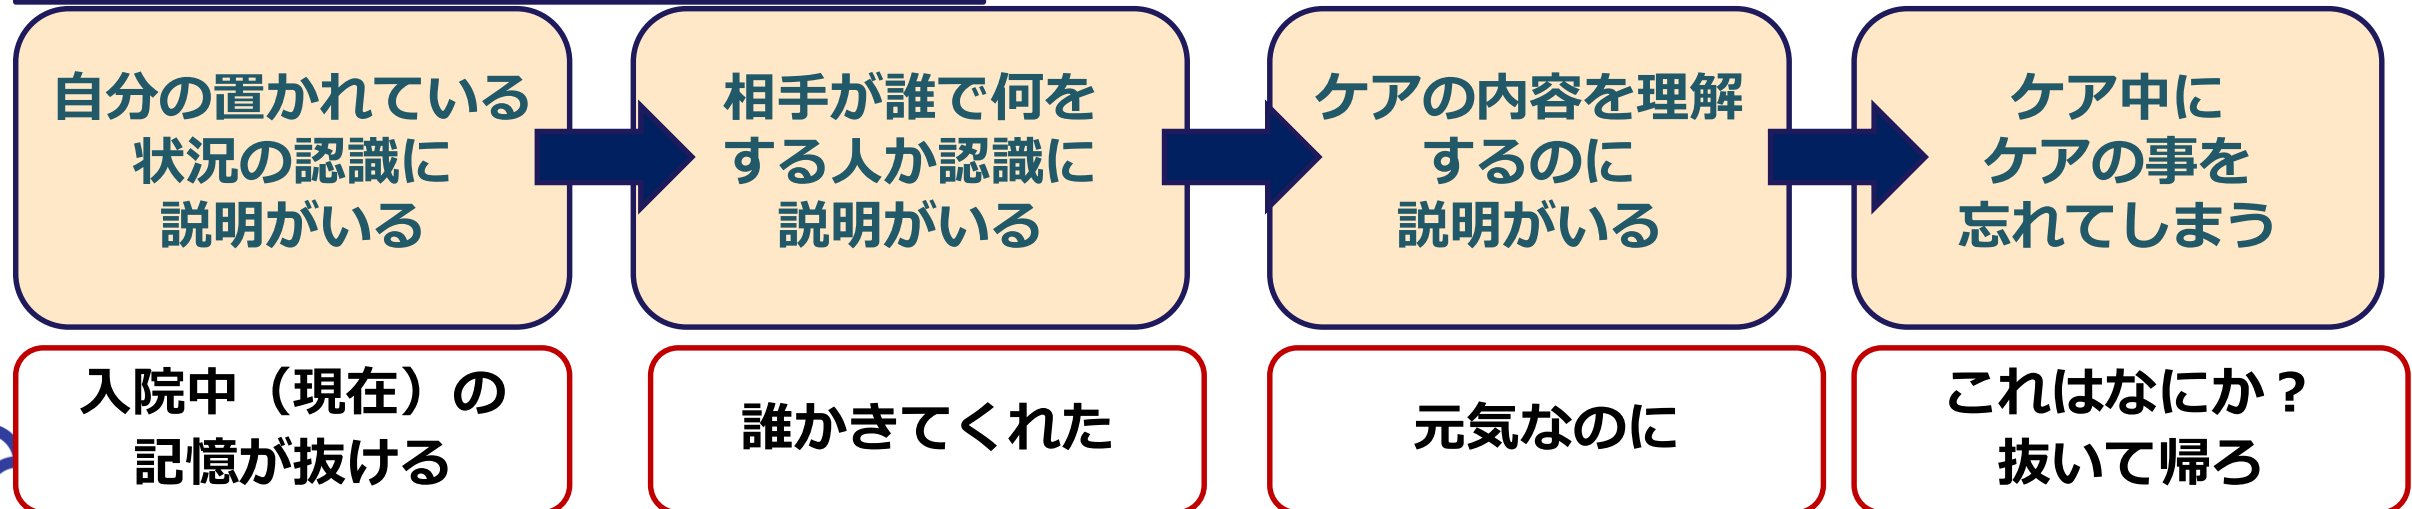 自分の置かれている
状況の認識に
説明がいる
相手が誰で何を
する人か認識に
説明がいる
ケアの内容を理解
するのに
説明がいる
ケア中に
ケアの事を
忘れてしまう
入院中（現在）の
記憶が抜ける
誰かきてくれた
元気なのに
これはなにか？
抜いて帰ろ